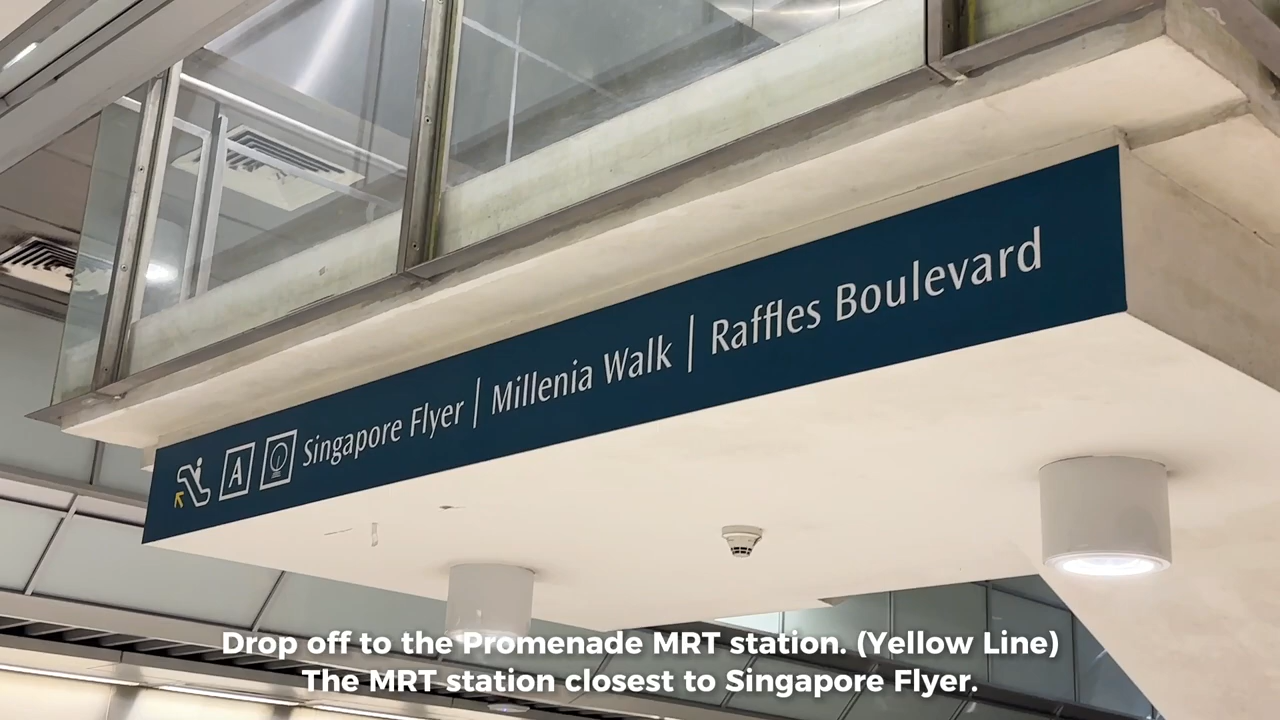 A Singapore Flyer | Millenia Walk | Raffles Boulevard
Drop off to the Promenade MRT station. (Yellow Line)
The MRT station closest to Singapore Flyer.